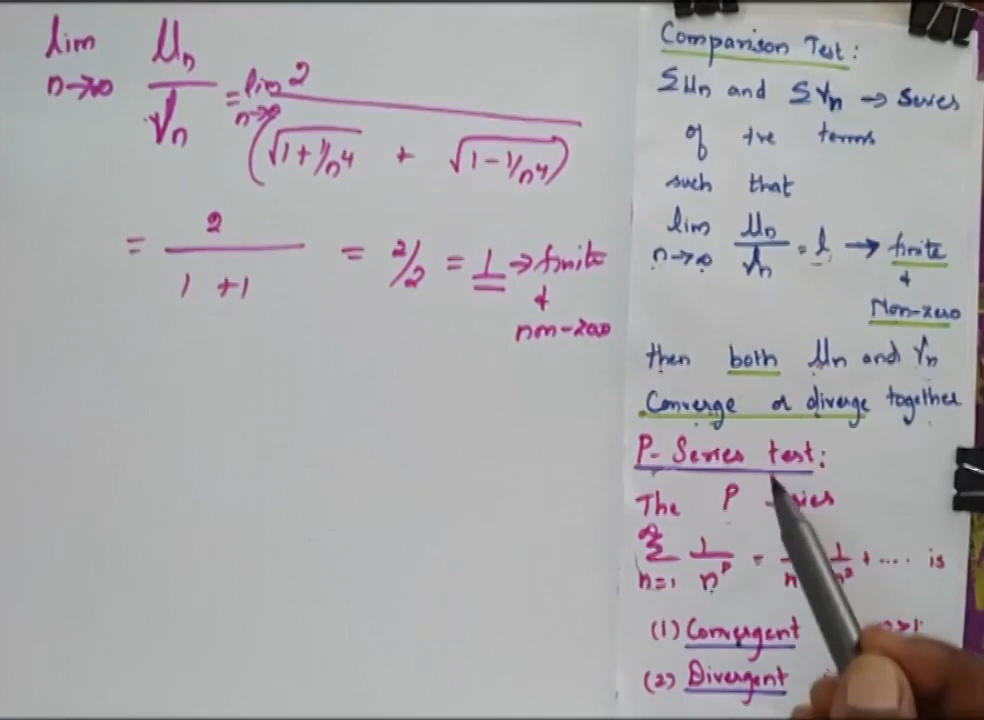 lim n→∞ Un/Vn = lim n→∞ 2/(√1+1/n⁴ + √1-1/n⁴)
= 2/1+1 = 2/2 = 1 → finite
&
non-zero
Comparison Test:
ΣUn and ΣVn → Series
of +ve terms
such that
lim n→∞ Un/Vn = l → finite
&
Non-zero
then both Un and Vn
Converge or diverge together
P-Series test:
The P
∞ Σ n=1 1/nᵖ = + .... is
(1) Convergent
(2) Divergent